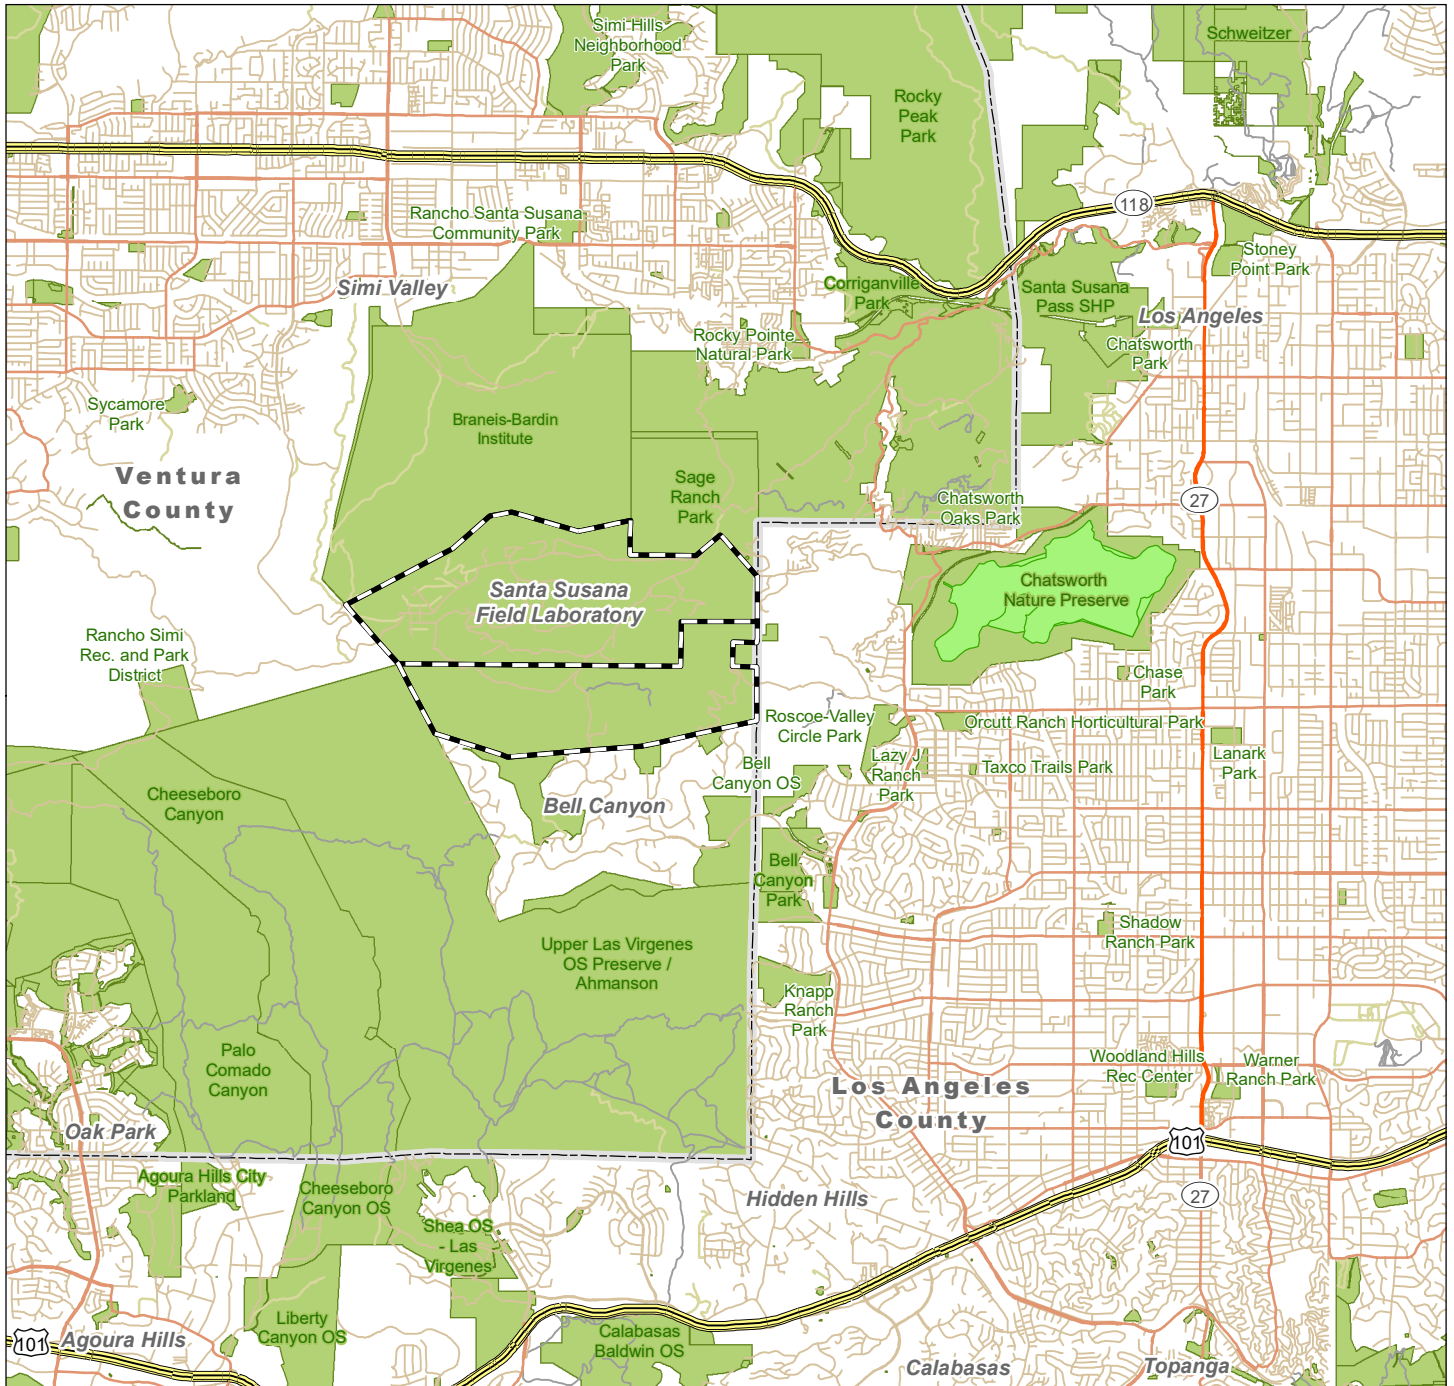 Simi Hills
Neighborhood
Park
Schweitzer
Rocky
Peak
Park
118
Rancho Santa Susana
Community Park
Stoney
Point Park
Simi Valley
Corriganville
Park
Santa Susana
Pass SHP
Los Angeles
Rocky Pointe
Natural Park
Chatsworth
Park
Sycamore
Park
Braneis-Bardin
Institute
Ventura
County
Sage
Ranch
Park
Chatsworth
Oaks Park
27
Santa Susana
Field Laboratory
Chatsworth
Nature Preserve
Rancho Simi
Rec. and Park
District
Chase
Park
Roscoe-Valley
Circle Park
Orcutt Ranch Horticultural Park
Bell
Canyon OS
Lazy J
Ranch
Park
Taxco Trails Park
Lanark
Park
Cheeseboro
Canyon
Bell Canyon
Bell
Canyon
Park
Shadow
Ranch Park
Upper Las Virgenes
OS Preserve /
Ahmanson
Knapp
Ranch
Park
Palo
Comado
Canyon
Woodland Hills
Rec Center
Warner
Ranch Park
Los Angeles
County
Oak Park
101
Agoura Hills City
Parkland
Cheeseboro
Canyon OS
Hidden Hills
27
Shea OS
- Las
Virgenes
Liberty
Canyon OS
101
Agoura Hills
Calabasas
Baldwin OS
Calabasas
Topanga